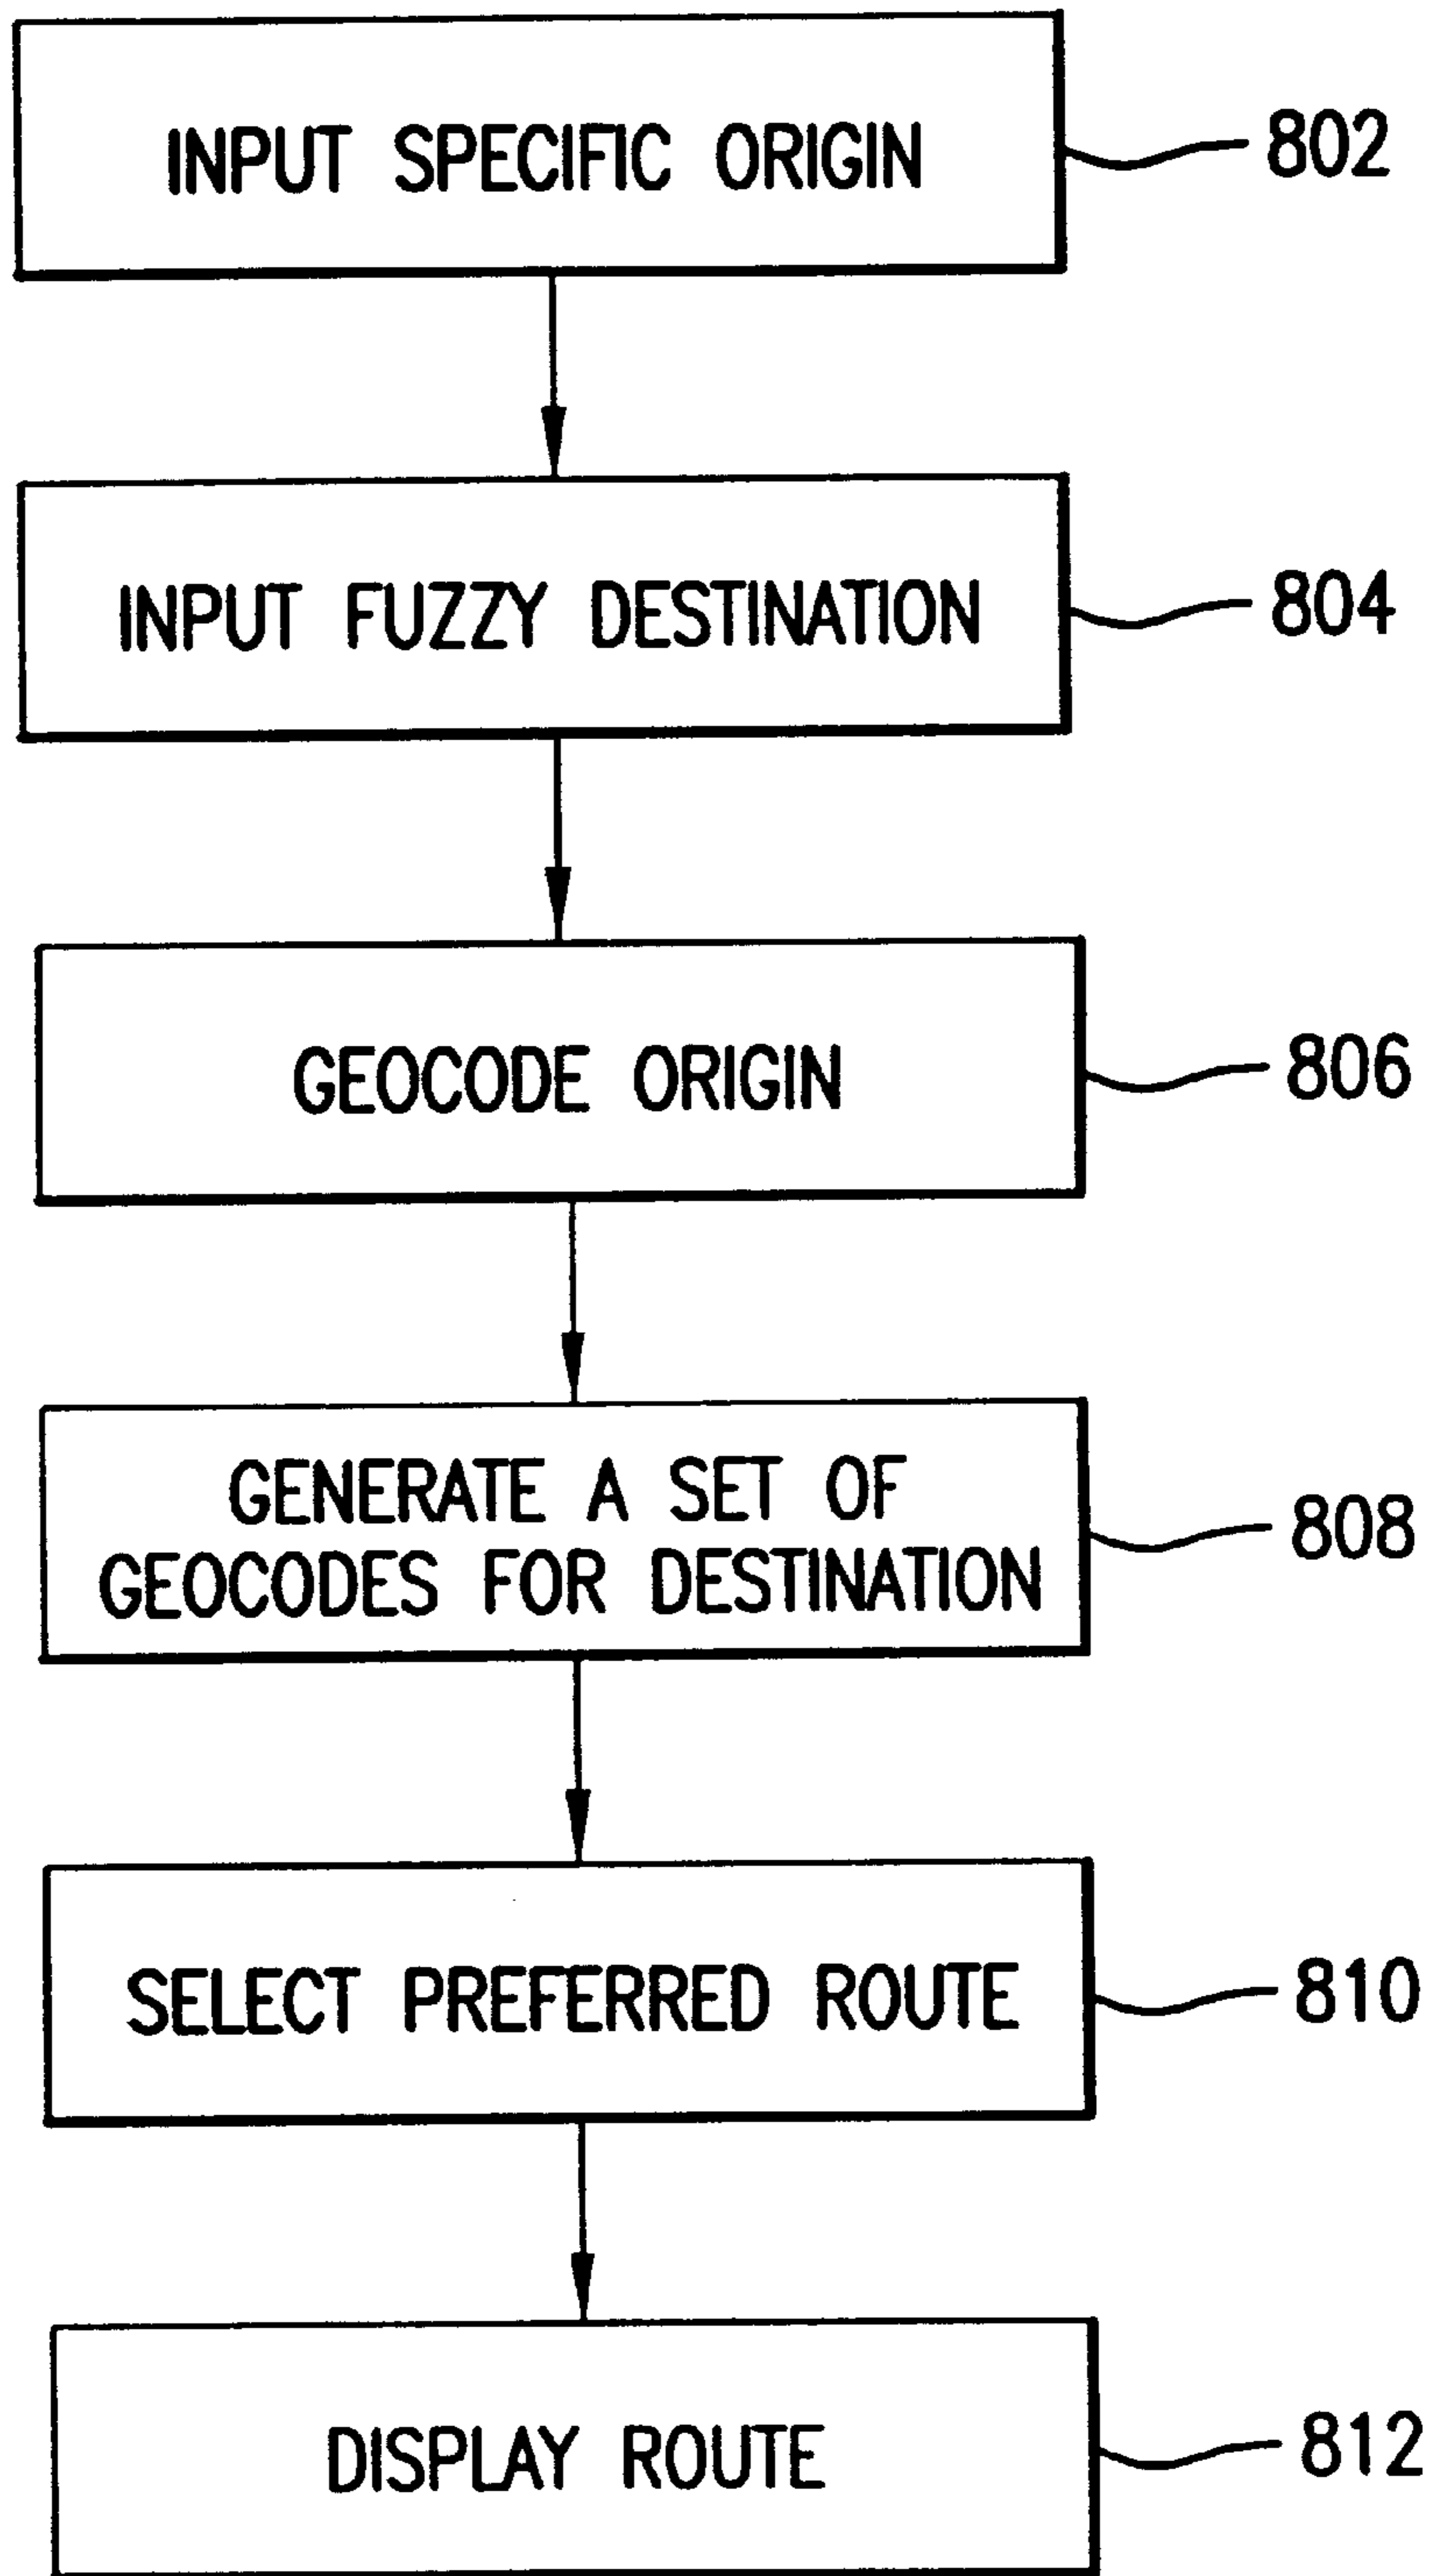 INPUT SPECIFIC ORIGIN
802
INPUT FUZZY DESTINATION
804
GEOCODE ORIGIN
806
GENERATE A SET OF
GEOCODES FOR DESTINATION
808
SELECT PREFERRED ROUTE
810
DISPLAY ROUTE
812